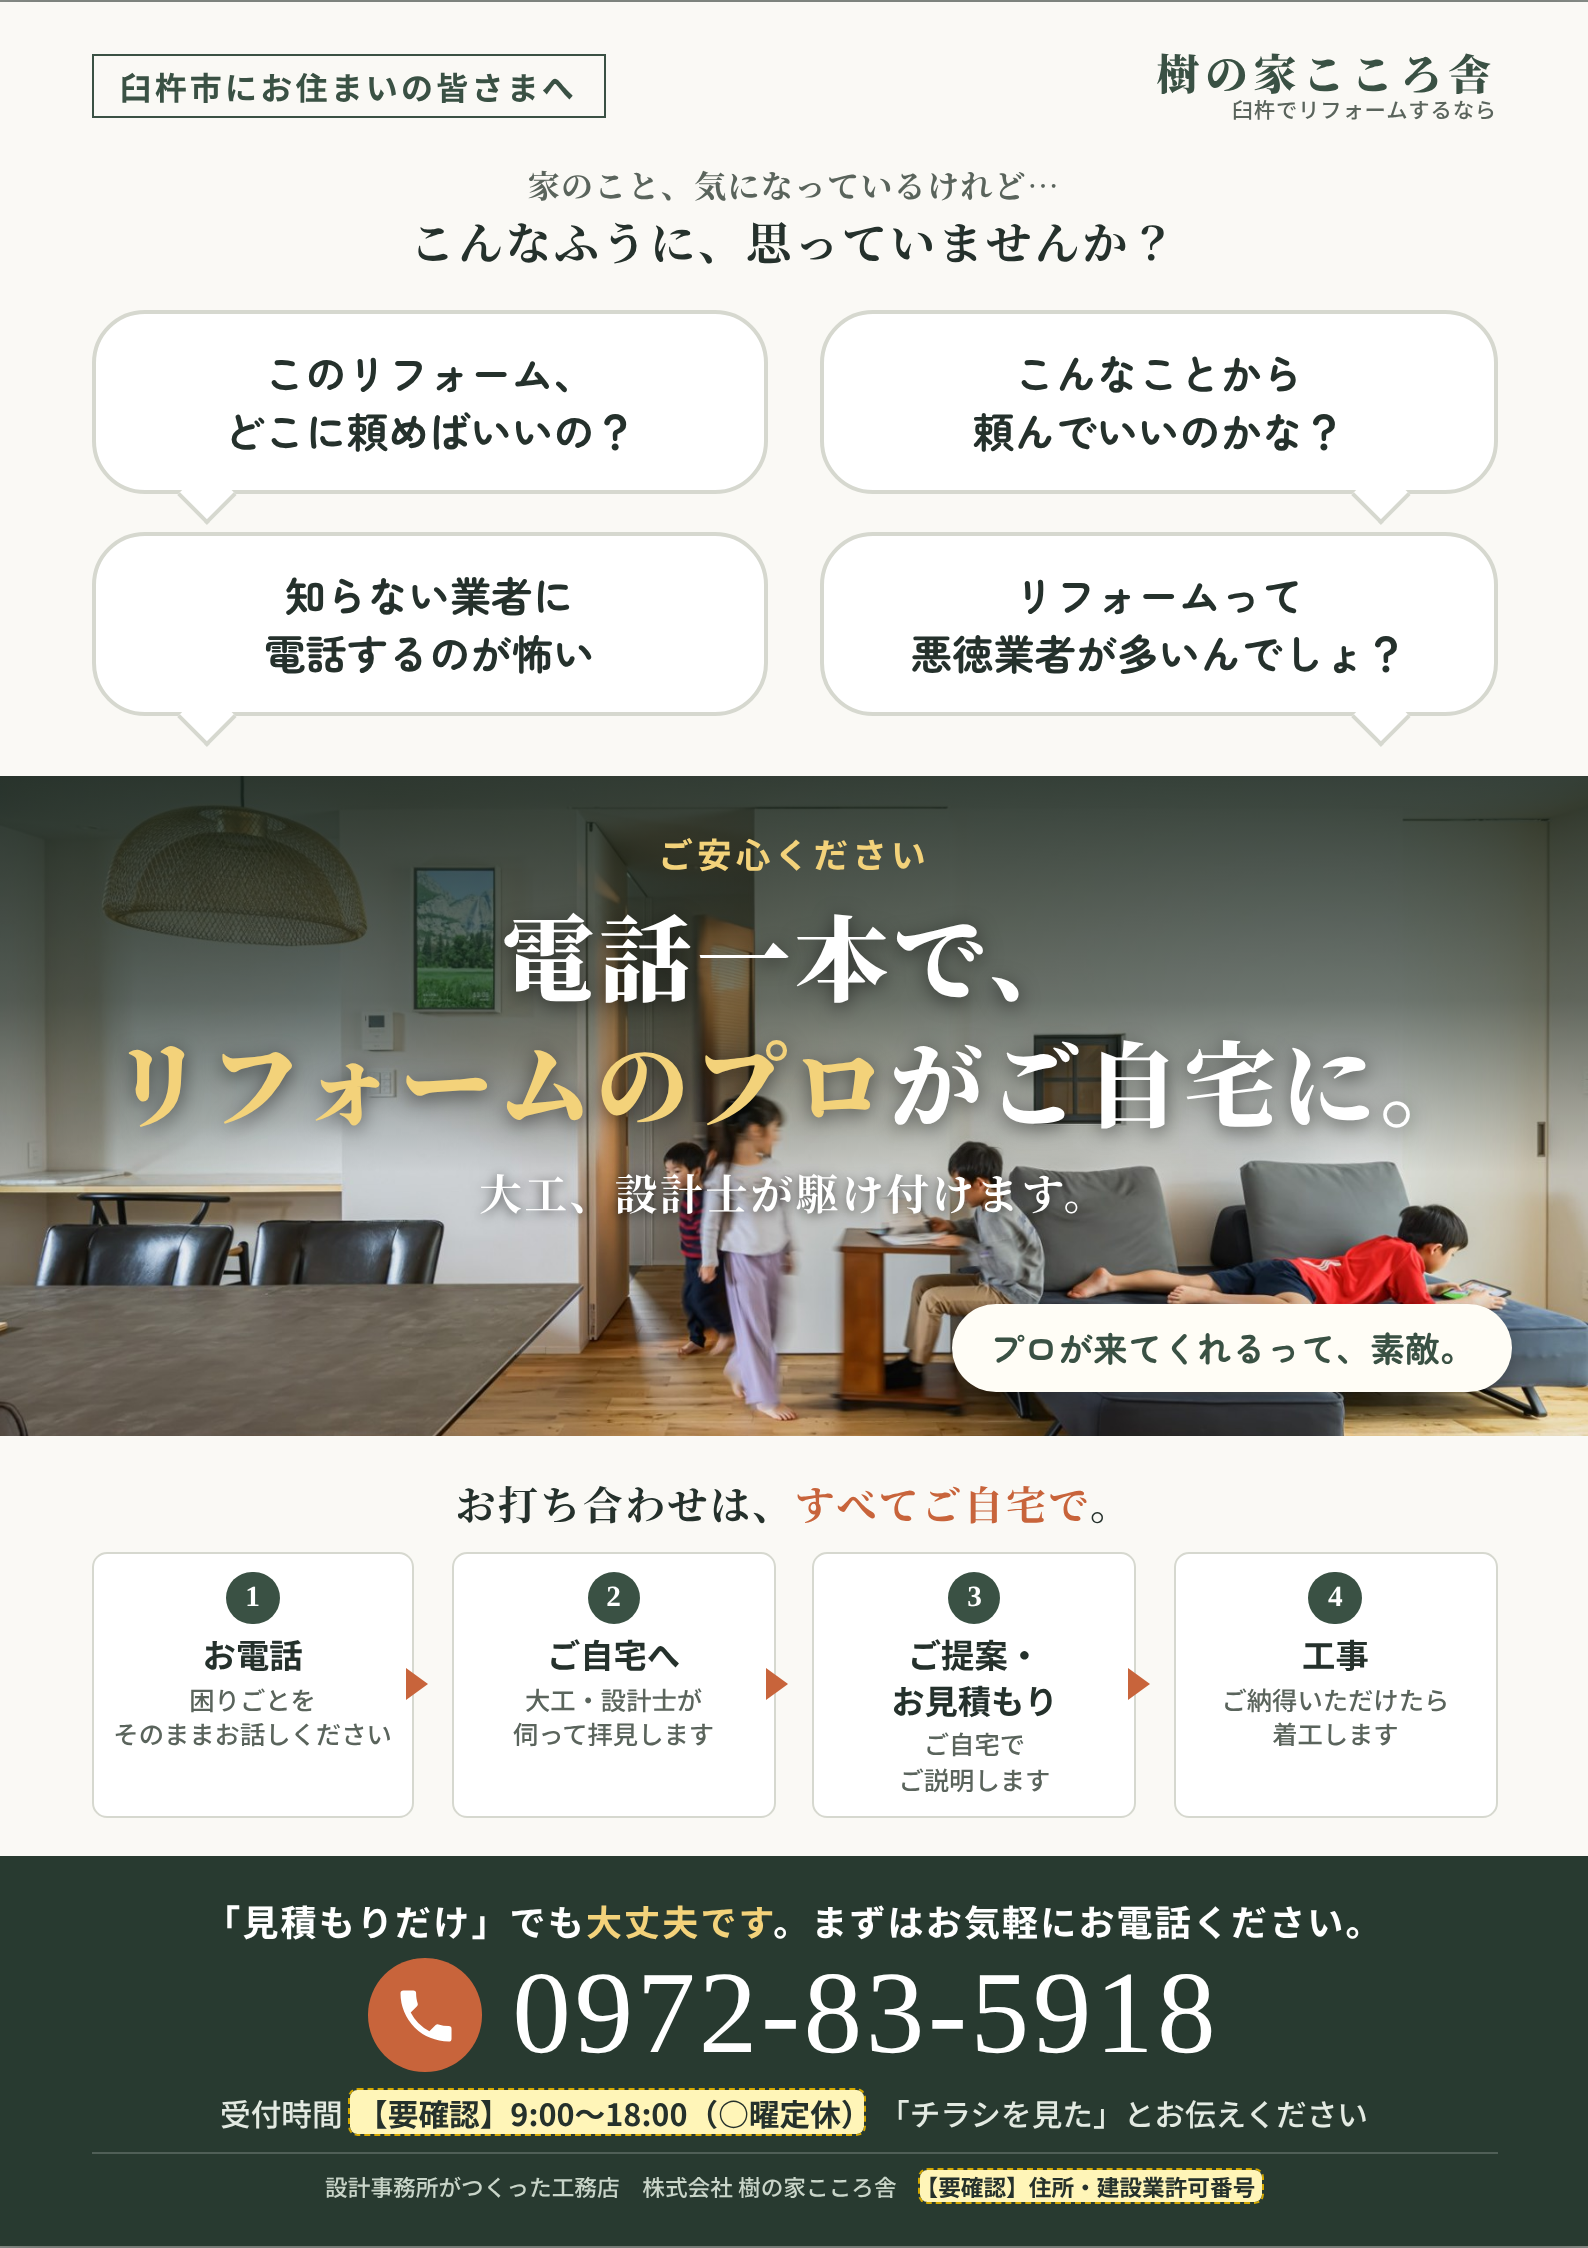 臼杵市にお住まいの皆さまへ
樹の家こころ舎
臼杵でリフォームするなら
家のこと、気になっているけれど…
こんなふうに、思っていませんか？
このリフォーム、
どこに頼めばいいの？
こんなことから
頼んでいいのかな？
知らない業者に
電話するのが怖い
リフォームって
悪徳業者が多いんでしょ？
ご安心ください
電話一本で、
リフォームのプロがご自宅に。
大工、設計士が駆け付けます。
プロが来てくれるって、素敵。
お打ち合わせは、すべてご自宅で。
1
お電話
困りごとを
そのままお話しください
2
ご自宅へ
大工・設計士が
伺って拝見します
3
ご提案・
お見積もり
ご自宅で
ご説明します
4
工事
ご納得いただけたら
着工します
「見積もりだけ」でも大丈夫です。まずはお気軽にお電話ください。
0972-83-5918
受付時間【要確認】9:00〜18:00（〇曜定休）「チラシを見た」とお伝えください
設計事務所がつくった工務店　株式会社 樹の家こころ舎　【要確認】住所・建設業許可番号